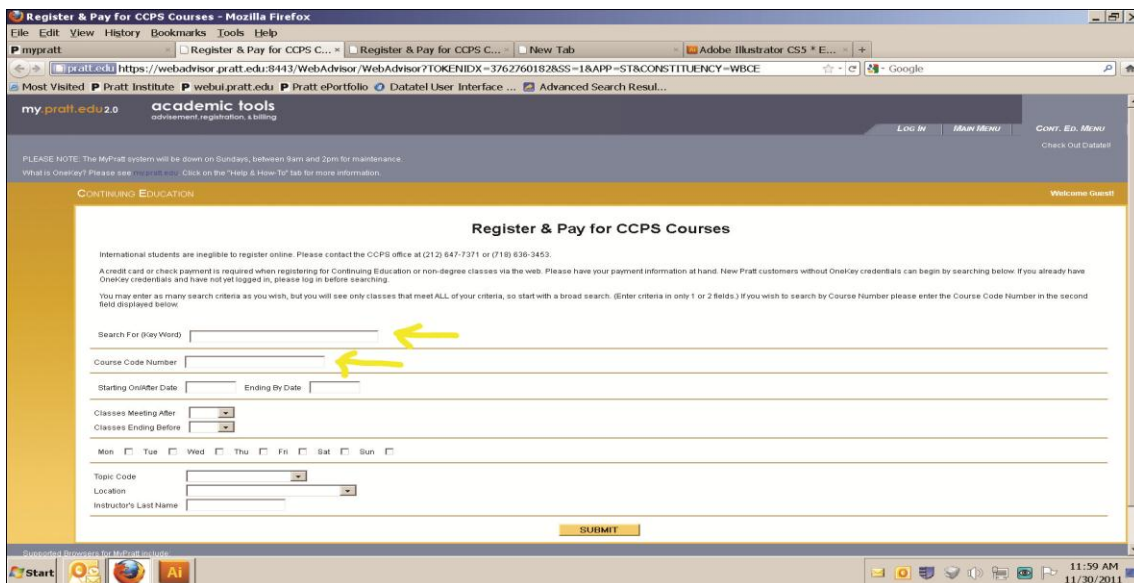 Register & Pay for CCPS Courses - Mozilla Firefox
File Edit View History Bookmarks Tools Help
P mypratt
Register & Pay for CCPS C... ×
Register & Pay for CCPS C...
New Tab
Adobe Illustrator CS5 * E...
+
pratt.edu https://webadvisor.pratt.edu:8443/WebAdvisor/WebAdvisor?TOKENIDX=3762760182&SS=1&APP=ST&CONSTITUENCY=WBCE
Google
Most Visited P Pratt Institute P webui.pratt.edu P Pratt ePortfolio Datatel User Interface ... Advanced Search Resul...
my.pratt.edu 2.0
academic tools
advisement, registration, & billing
LOG IN MAIN MENU CONT. ED. MENU
Check Out Datatel!
PLEASE NOTE: The MyPratt system will be down on Sundays, between 9am and 2pm for maintenance.
What is OneKey? Please see my.pratt.edu. Click on the "Help & How-To" tab for more information.
CONTINUING EDUCATION
Welcome Guest!
Register & Pay for CCPS Courses
International students are ineglible to register online. Please contact the CCPS office at (212) 647-7371 or (718) 636-3453.
A credit card or check payment is required when registering for Continuing Education or non-degree classes via the web. Please have your payment information at hand. New Pratt customers without OneKey credentials can begin by searching below. If you already have
OneKey credentials and have not yet logged in, please log in before searching.
You may enter as many search criteria as you wish, but you will see only classes that meet ALL of your criteria, so start with a broad search. (Enter criteria in only 1 or 2 fields.) If you wish to search by Course Number please enter the Course Code Number in the second
field displayed below.
Search For (Key Word)
Course Code Number
Starting On/After Date Ending By Date
Classes Meeting After
Classes Ending Before
Mon Tue Wed Thu Fri Sat Sun
Topic Code
Location
Instructor's Last Name
SUBMIT
Supported Browsers for MyPratt include:
Start
Ai
11:59 AM
11/30/2011